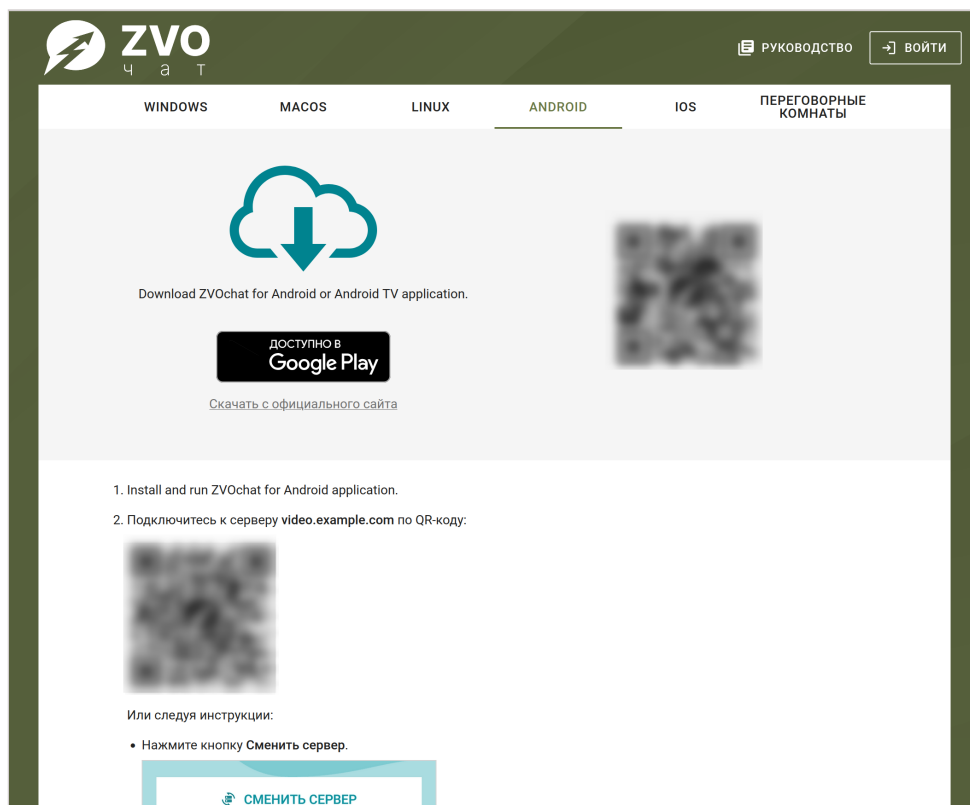 ZVO
чат
РУКОВОДСТВО
ВОЙТИ
WINDOWS
MACOS
LINUX
ANDROID
IOS
ПЕРЕГОВОРНЫЕ
КОМНАТЫ
Download ZVOchat for Android or Android TV application.
ДОСТУПНО В
Google Play
Скачать с официального сайта
1. Install and run ZVOchat for Android application.
2. Подключитесь к серверу video.example.com по QR-коду:
Или следуя инструкции:
• Нажмите кнопку Сменить сервер.
СМЕНИТЬ СЕРВЕР